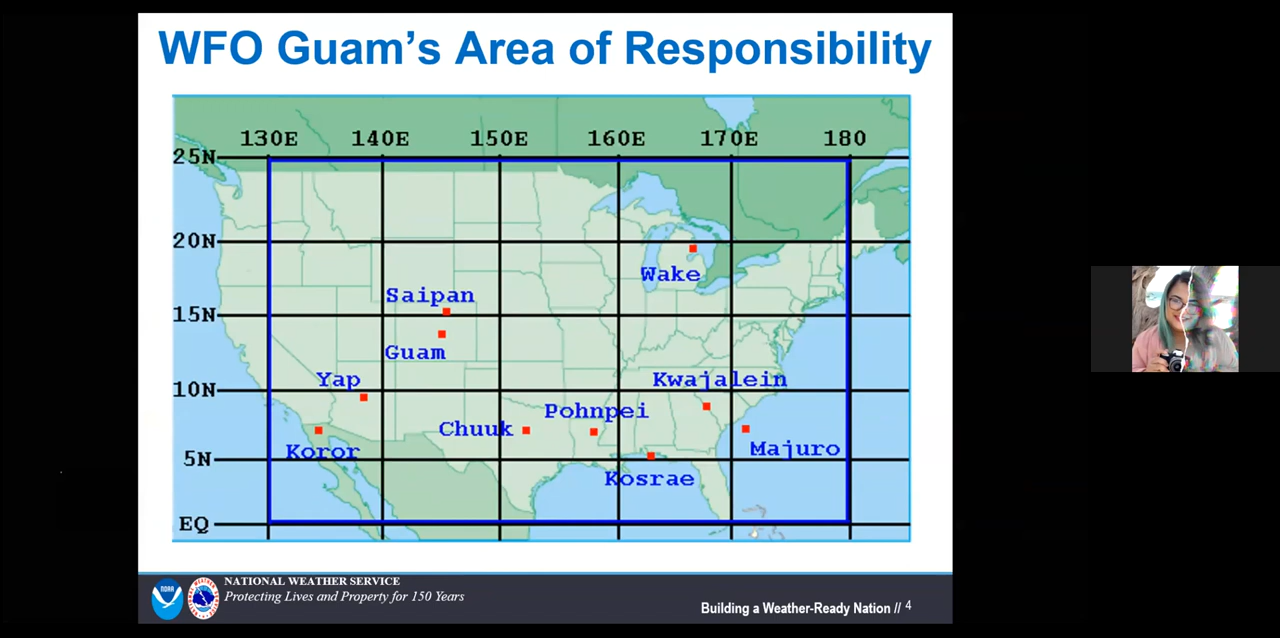 WFO Guam’s Area of Responsibility
130E 140E 150E 160E 170E 180
25N
20N
Wake
Saipan
15N
Guam
Yap
Kwajalein
10N
Pohnpei
Chuuk
Koror
Majuro
5N
Kosrae
EQ
NOAA
NATIONAL WEATHER SERVICE
Protecting Lives and Property for 150 Years
Building a Weather-Ready Nation // 4